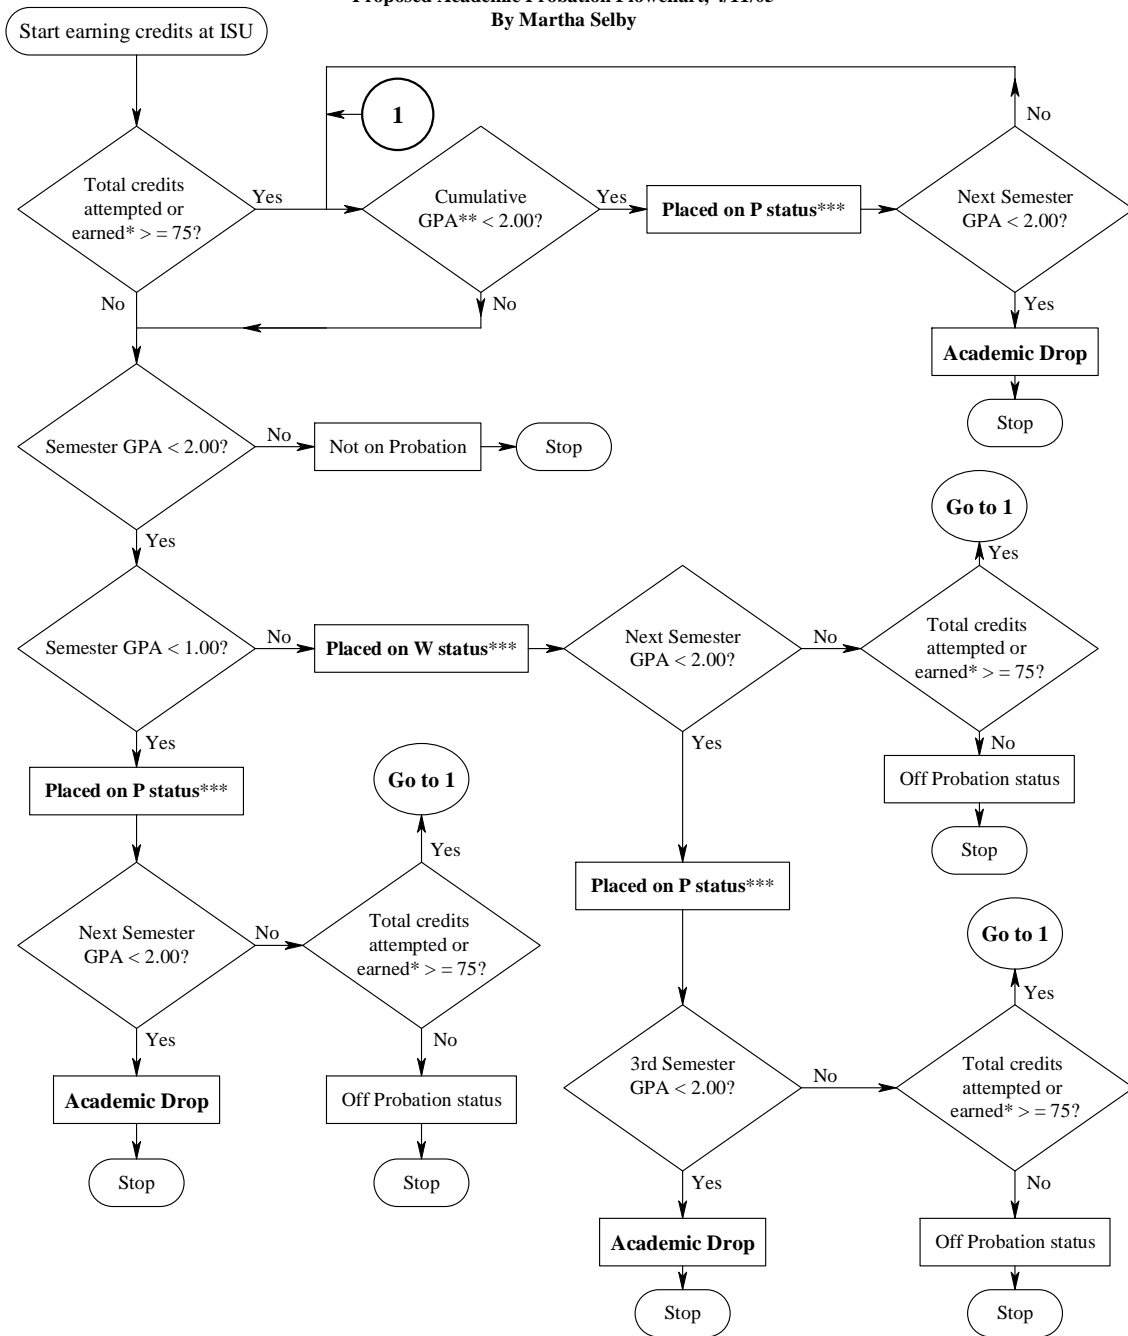 Proposed Academic Probation Flowchart, 4/11/05
By Martha Selby
Start earning credits at ISU
1
No
Total credits
attempted or
earned* > = 75?
Yes
Cumulative
GPA** < 2.00?
Yes
Placed on P status***
Next Semester
GPA < 2.00?
No
No
Yes
Academic Drop
Stop
Semester GPA < 2.00?
No
Not on Probation
Stop
Yes
Go to 1
Yes
Semester GPA < 1.00?
No
Placed on W status***
Next Semester
GPA < 2.00?
No
Total credits
attempted or
earned* > = 75?
Yes
Yes
No
Placed on P status***
Go to 1
Off Probation status
Stop
Yes
Placed on P status***
Next Semester
GPA < 2.00?
No
Total credits
attempted or
earned* > = 75?
Go to 1
Yes
Yes
No
3rd Semester
GPA < 2.00?
No
Total credits
attempted or
earned* > = 75?
Academic Drop
Off Probation status
Stop
Stop
Yes
No
Academic Drop
Off Probation status
Stop
Stop